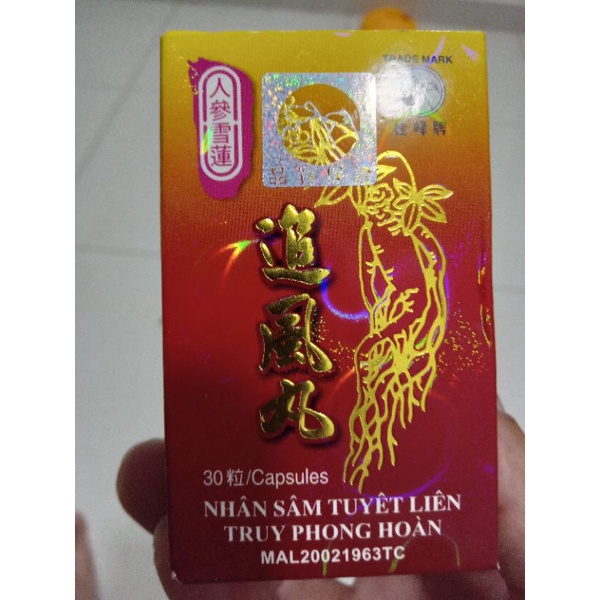 TRADE MARK
人參雪蓮
追風丸
30粒/Capsules
NHÂN SÂM TUYẾT LIÊN
TRUY PHONG HOÀN
MAL20021963TC